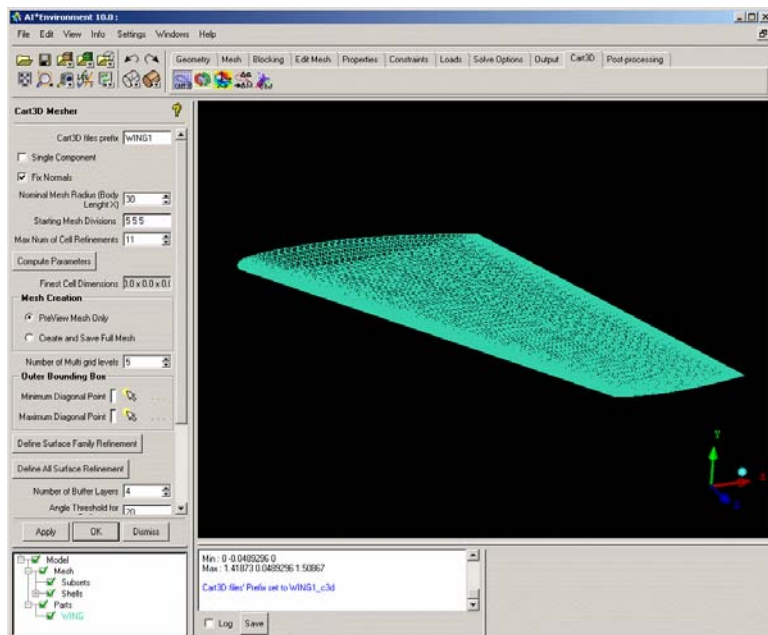 AI*Environment 10.0 :
File Edit View Info Settings Windows Help
Geometry Mesh Blocking Edit Mesh Properties Constraints Loads Solve Options Output Cart3D Post-processing
Cart3D Mesher
Cart3D files prefix WING1
Single Component
Fix Normals
Nominal Mesh Radius (Body Lenght X) 30
Starting Mesh Divisions 5 5 5
Max Num of Cell Refinements 11
Compute Parameters
Finest Cell Dimensions 0.0 x 0.0 x 0.(
Mesh Creation
PreView Mesh Only
Create and Save Full Mesh
Number of Multi grid levels 5
Outer Bounding Box
Minimum Diagonal Point
Maximum Diagonal Point
Define Surface Family Refinement
Define All Surface Refinement
Number of Buffer Layers 4
Angle Threshold for
20
Apply OK Dismiss
Model
Mesh
Subsets
Shells
Parts
WING
Min : 0 -0.0489296 0
Max : 1.41873 0.0489296 1.50867
Cart3D files' Prefix set to WING1_c3d
Log Save
Y